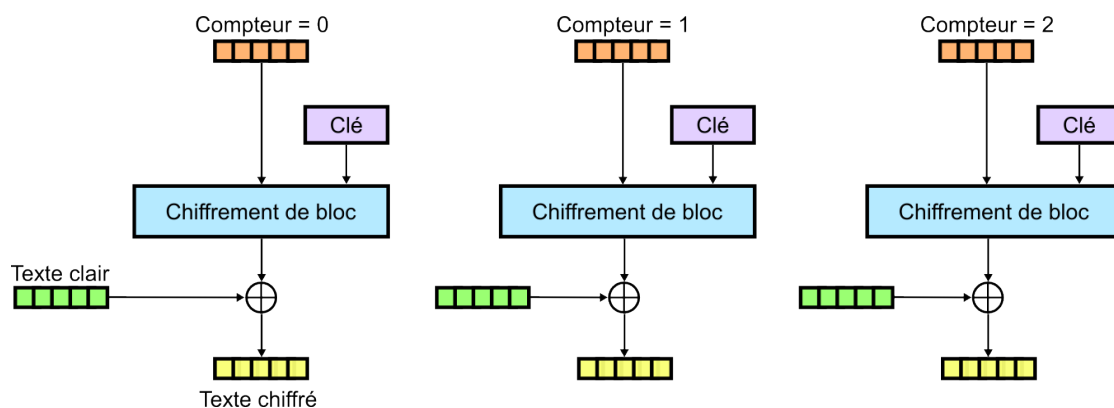 Compteur = 0
Compteur = 1
Compteur = 2
Clé
Clé
Clé
Chiffrement de bloc
Chiffrement de bloc
Chiffrement de bloc
Texte clair
Texte chiffré